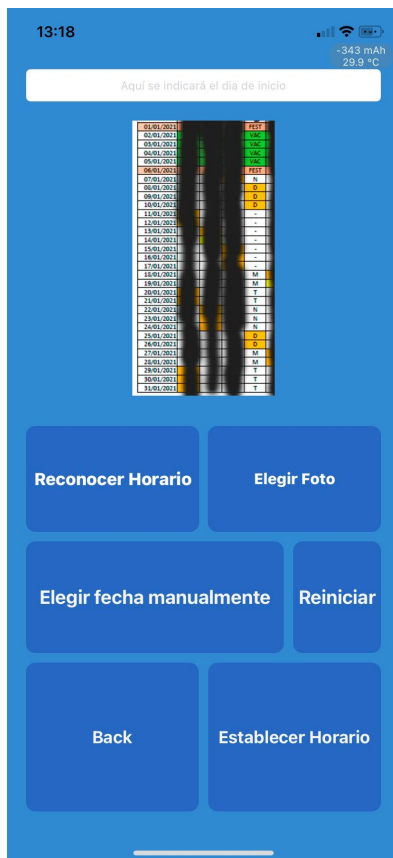 13:18
-343 mAh
29.9 °C
Aquí se indicará el dia de inicio
01/01/2021 FEST
02/01/2021 VAC
03/01/2021 VAC
04/01/2021 VAC
05/01/2021 VAC
06/01/2021 FEST
07/01/2021 N
08/01/2021 D
09/01/2021 D
10/01/2021 D
11/01/2021 -
12/01/2021 -
13/01/2021 -
14/01/2021 -
15/01/2021 -
16/01/2021 -
17/01/2021 -
18/01/2021 M
19/01/2021 M
20/01/2021 T
21/01/2021 T
22/01/2021 N
23/01/2021 N
24/01/2021 N
25/01/2021 D
26/01/2021 D
27/01/2021 M
28/01/2021 M
29/01/2021 T
30/01/2021 T
31/01/2021 T
Reconocer Horario
Elegir Foto
Elegir fecha manualmente
Reiniciar
Back
Establecer Horario